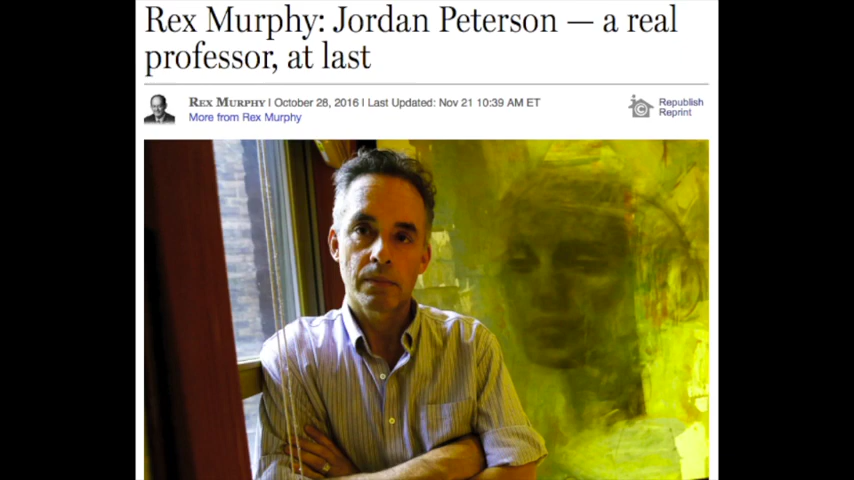 Rex Murphy: Jordan Peterson — a real
professor, at last
REX MURPHY | October 28, 2016 | Last Updated: Nov 21 10:39 AM ET
More from Rex Murphy
Republish
Reprint